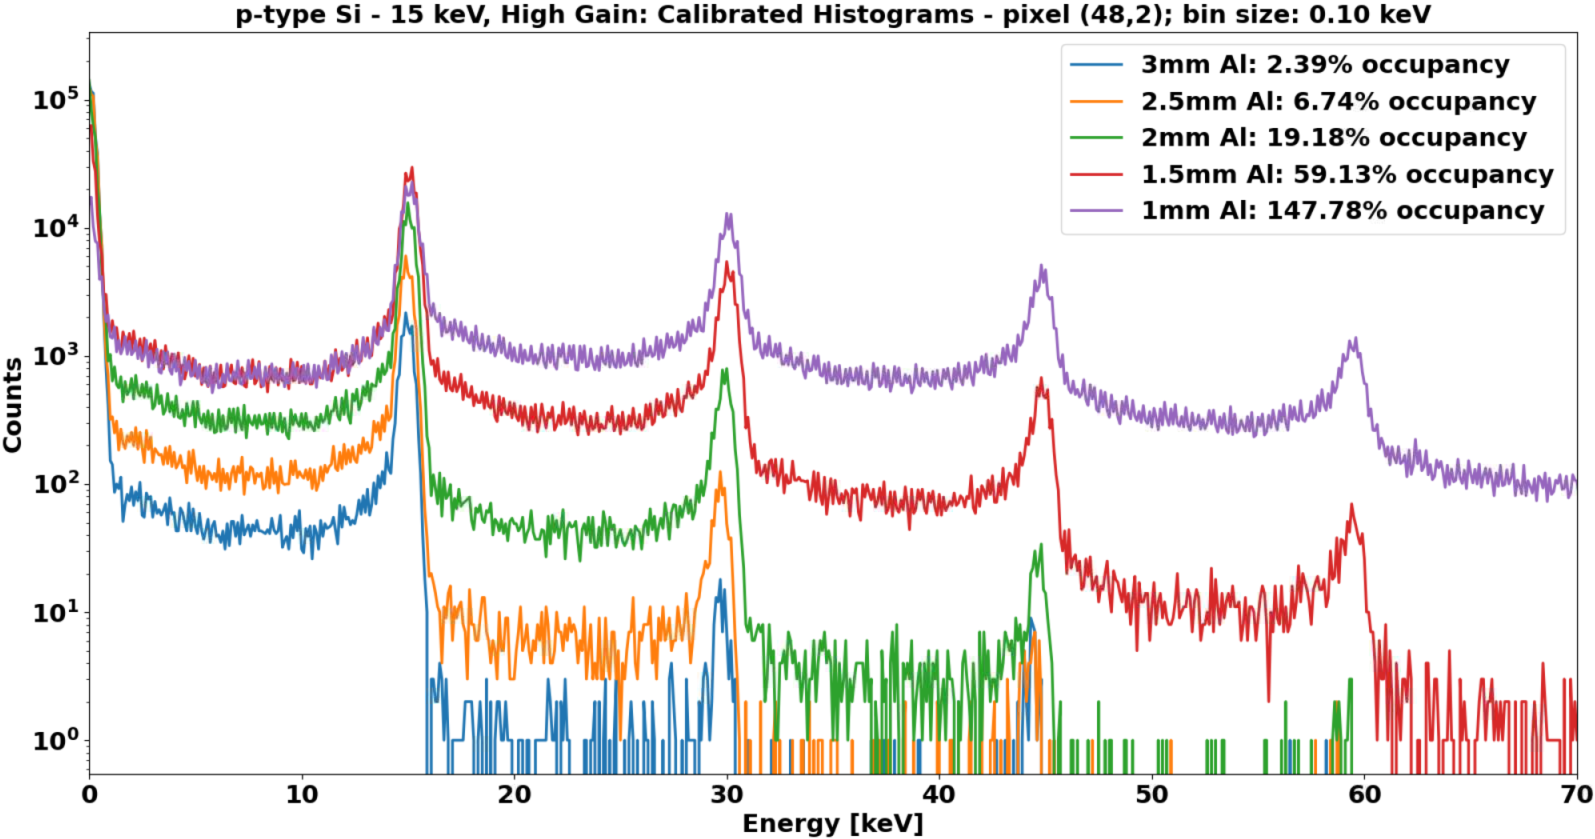 p-type Si - 15 keV, High Gain: Calibrated Histograms - pixel (48,2); bin size: 0.10 keV
3mm Al: 2.39% occupancy
2.5mm Al: 6.74% occupancy
2mm Al: 19.18% occupancy
1.5mm Al: 59.13% occupancy
1mm Al: 147.78% occupancy
Counts
10⁵
10⁴
10³
10²
10¹
10⁰
0 10 20 30 40 50 60 70
Energy [keV]